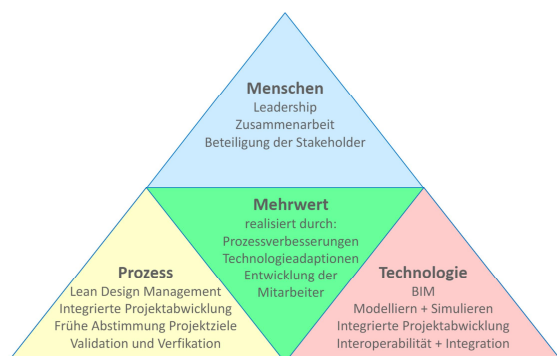 Menschen
Leadership
Zusammenarbeit
Beteiligung der Stakeholder
Mehrwert
realisiert durch:
Prozessverbesserungen
Technologieadaptionen
Entwicklung der
Mitarbeiter
Prozess
Lean Design Management
Integrierte Projektabwicklung
Frühe Abstimmung Projektziele
Validation und Verfikation
Technologie
BIM
Modelliern + Simulieren
Integrierte Projektabwicklung
Interoperabilität + Integration